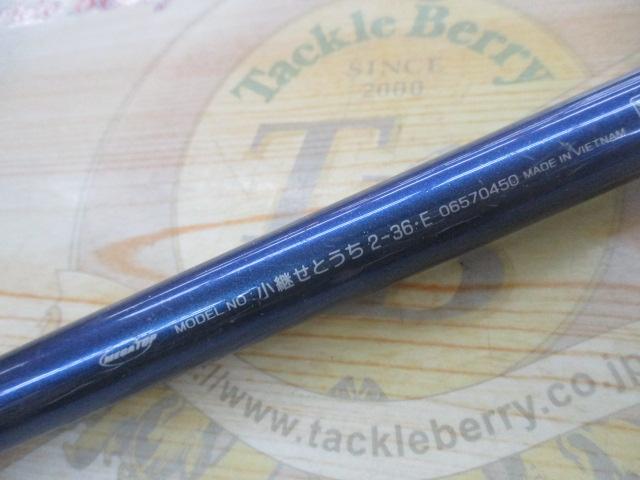 Tackle Berry
SINCE
2000
T
MEGATOP
MODEL NO: 小継せとうち 2-36·E 06570450 MADE IN VIETNAM
://www.tackleberry.co.jp